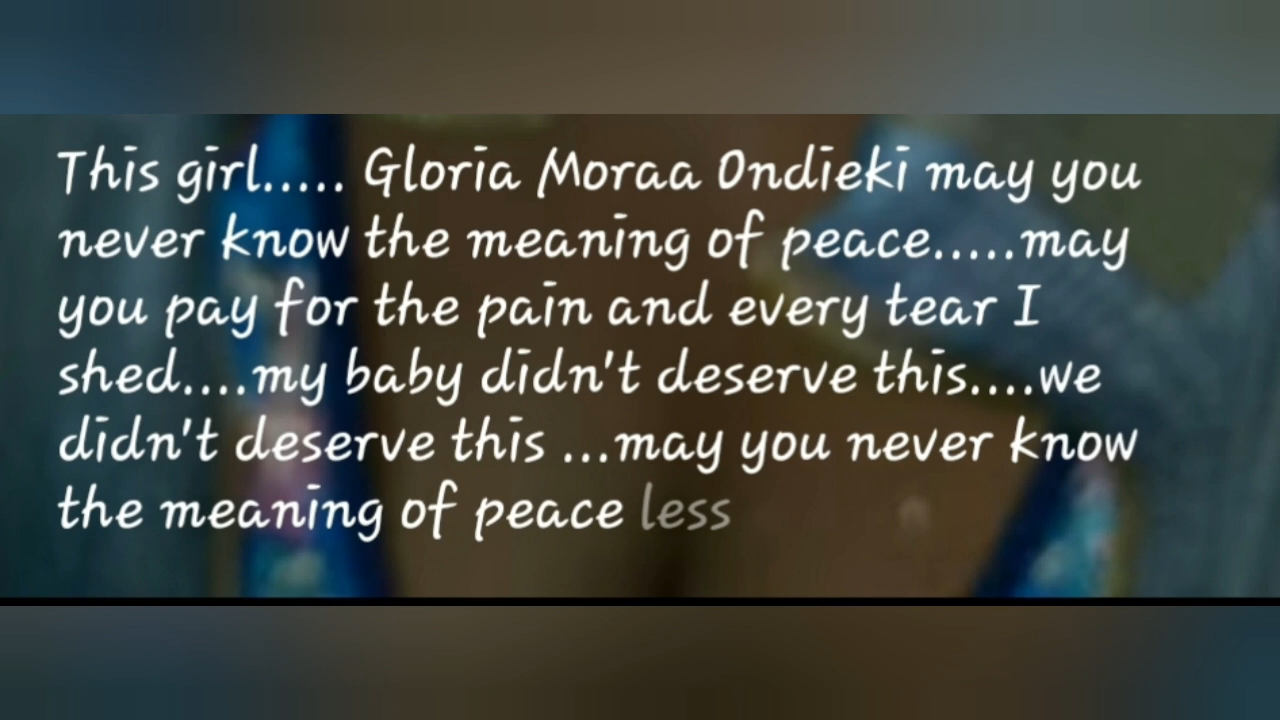 This girl..... Gloria Moraa Ondieki may you
never know the meaning of peace.....may
you pay for the pain and every tear I
shed....my baby didn't deserve this....we
didn't deserve this ...may you never know
the meaning of peace less